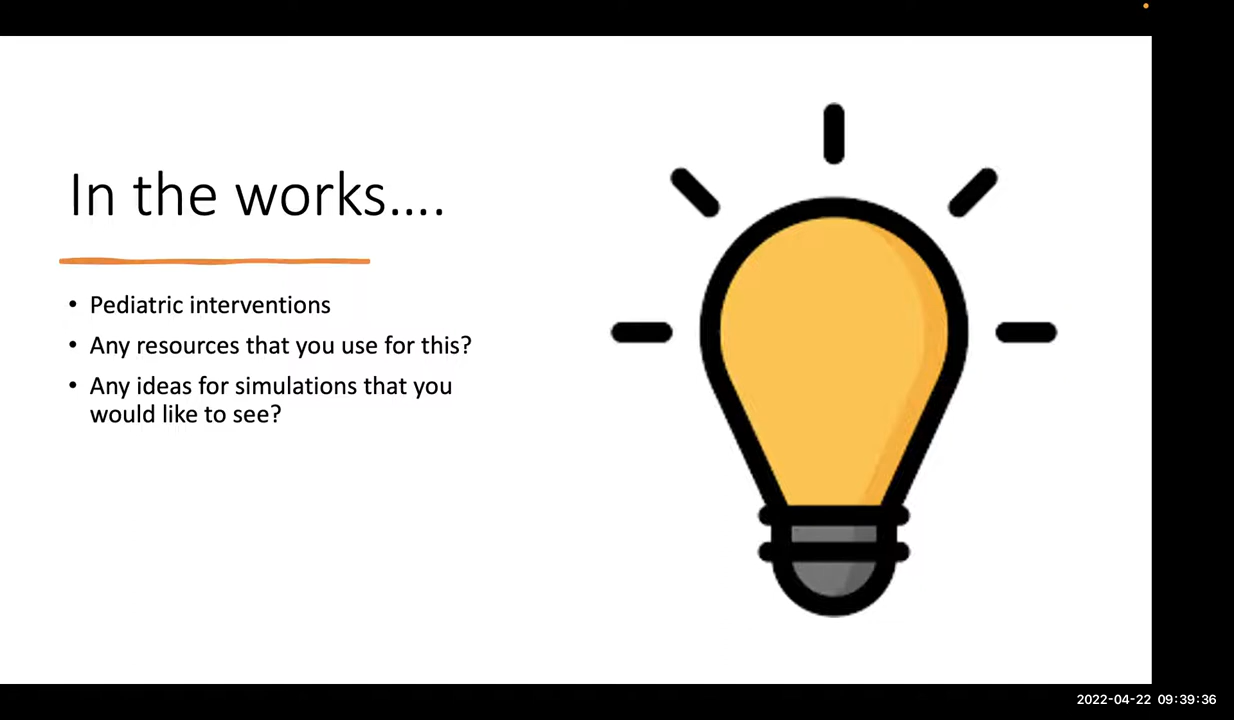 In the works....
• Pediatric interventions
• Any resources that you use for this?
• Any ideas for simulations that you
would like to see?
2022-04-22 09:39:36